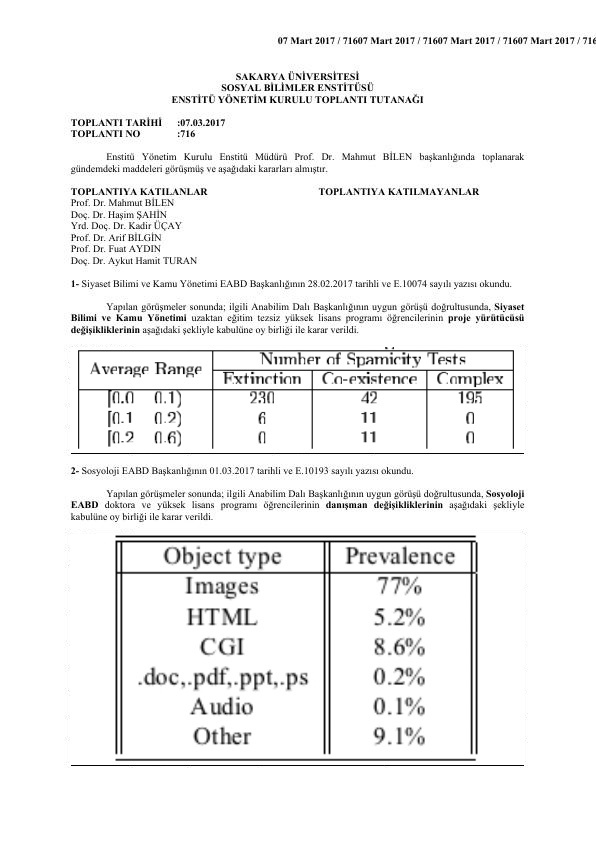 07 Mart 2017 / 71607 Mart 2017 / 71607 Mart 2017 / 71607 Mart 2017 / 716
SAKARYA ÜNİVERSİTESİ
SOSYAL BİLİMLER ENSTİTÜSÜ
ENSTİTÜ YÖNETİM KURULU TOPLANTI TUTANAĞI
TOPLANTI TARİHİ :07.03.2017
TOPLANTI NO :716
Enstitü Yönetim Kurulu Enstitü Müdürü Prof. Dr. Mahmut BİLEN başkanlığında toplanarak
gündemdeki maddeleri görüşmüş ve aşağıdaki kararları almıştır.
TOPLANTIYA KATILANLAR TOPLANTIYA KATILMAYANLAR
Prof. Dr. Mahmut BİLEN
Doç. Dr. Haşim ŞAHİN
Yrd. Doç. Dr. Kadir ÜÇAY
Prof. Dr. Arif BİLGİN
Prof. Dr. Fuat AYDIN
Doç. Dr. Aykut Hamit TURAN
1- Siyaset Bilimi ve Kamu Yönetimi EABD Başkanlığının 28.02.2017 tarihli ve E.10074 sayılı yazısı okundu.
Yapılan görüşmeler sonunda; ilgili Anabilim Dalı Başkanlığının uygun görüşü doğrultusunda, Siyaset
Bilimi ve Kamu Yönetimi uzaktan eğitim tezsiz yüksek lisans programı öğrencilerinin proje yürütücüsü
değişikliklerinin aşağıdaki şekliyle kabulüne oy birliği ile karar verildi.
Average Range Number of Spamicity Tests
Extinction Co-existence Complex
[0.0 0.1) 230 42 195
[0.1 0.2) 6 11 0
[0.2 0.6) 0 11 0
2- Sosyoloji EABD Başkanlığının 01.03.2017 tarihli ve E.10193 sayılı yazısı okundu.
Yapılan görüşmeler sonunda; ilgili Anabilim Dalı Başkanlığının uygun görüşü doğrultusunda, Sosyoloji
EABD doktora ve yüksek lisans programı öğrencilerinin danışman değişikliklerinin aşağıdaki şekliyle
kabulüne oy birliği ile karar verildi.
Object type Prevalence
Images 77%
HTML 5.2%
CGI 8.6%
.doc,.pdf,.ppt,.ps 0.2%
Audio 0.1%
Other 9.1%